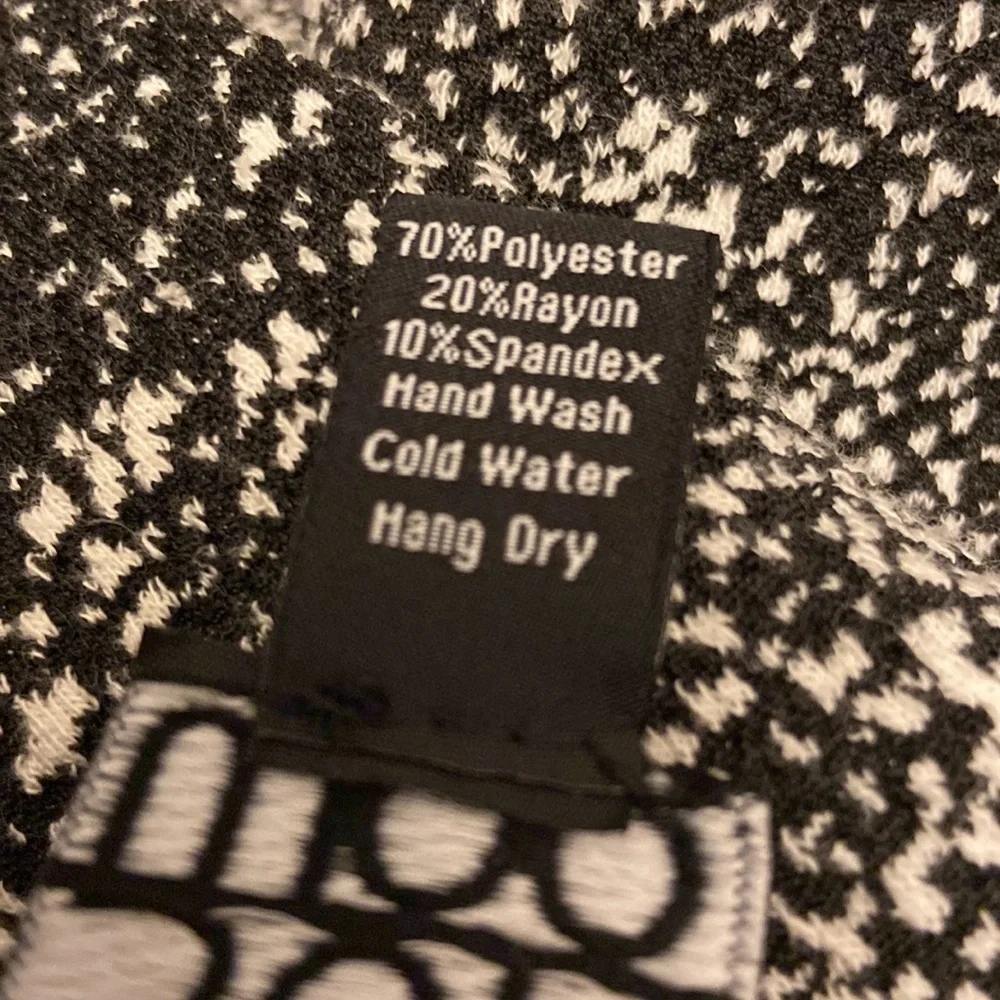 70%Polyester
20%Rayon
10%Spandex
Hand Wash
Cold Water
Hang Dry